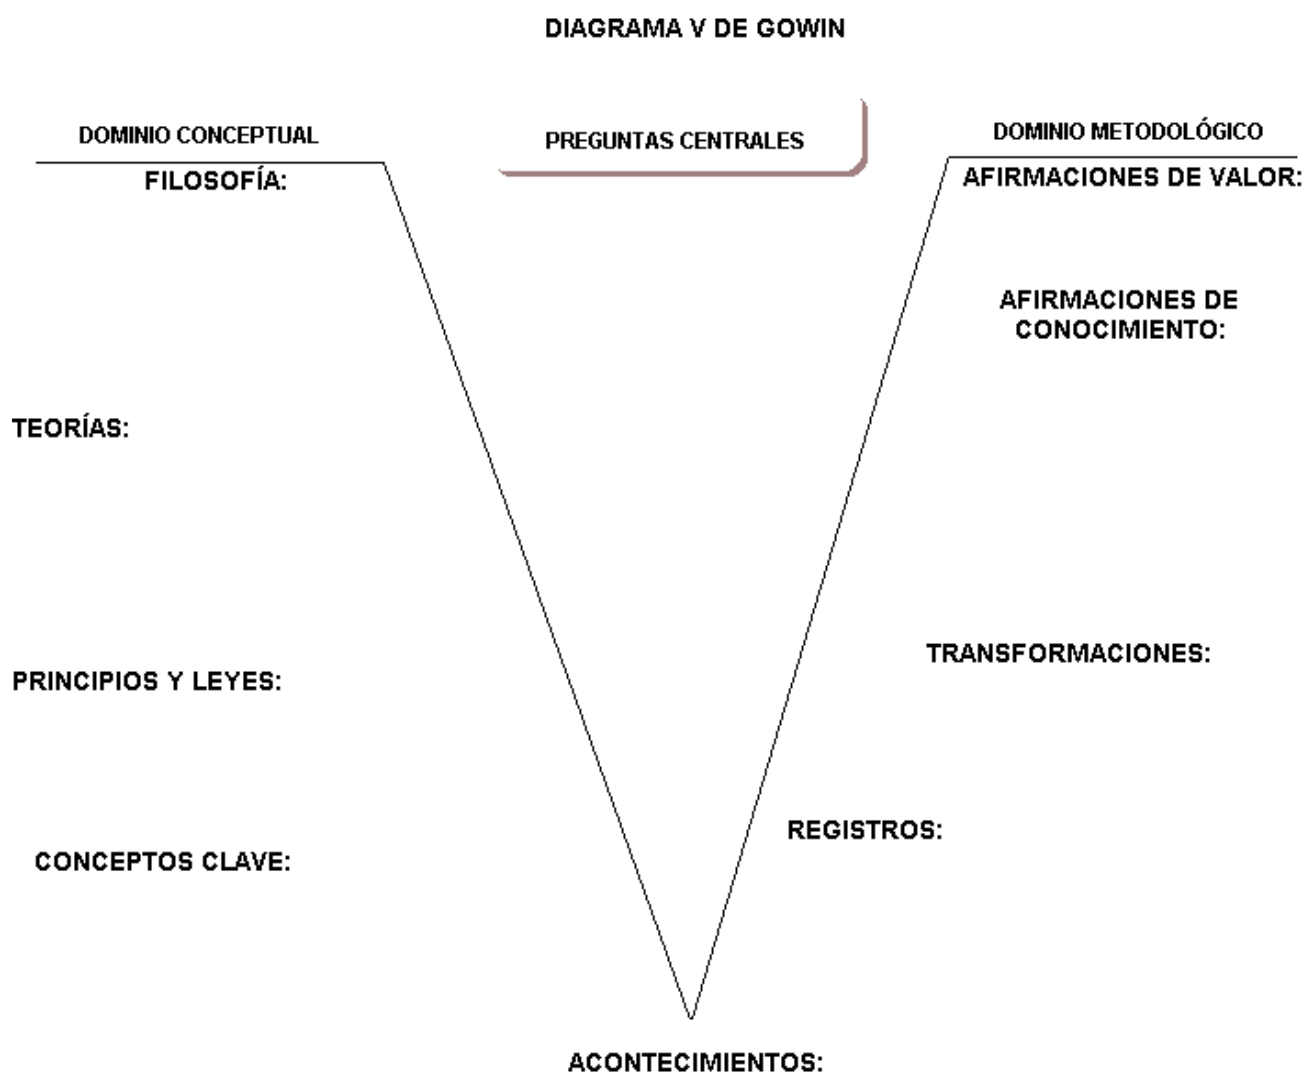 DIAGRAMA V DE GOWIN
DOMINIO CONCEPTUAL
PREGUNTAS CENTRALES
DOMINIO METODOLÓGICO
FILOSOFÍA:
AFIRMACIONES DE VALOR:
AFIRMACIONES DE
CONOCIMIENTO:
TEORÍAS:
TRANSFORMACIONES:
PRINCIPIOS Y LEYES:
REGISTROS:
CONCEPTOS CLAVE:
ACONTECIMIENTOS: